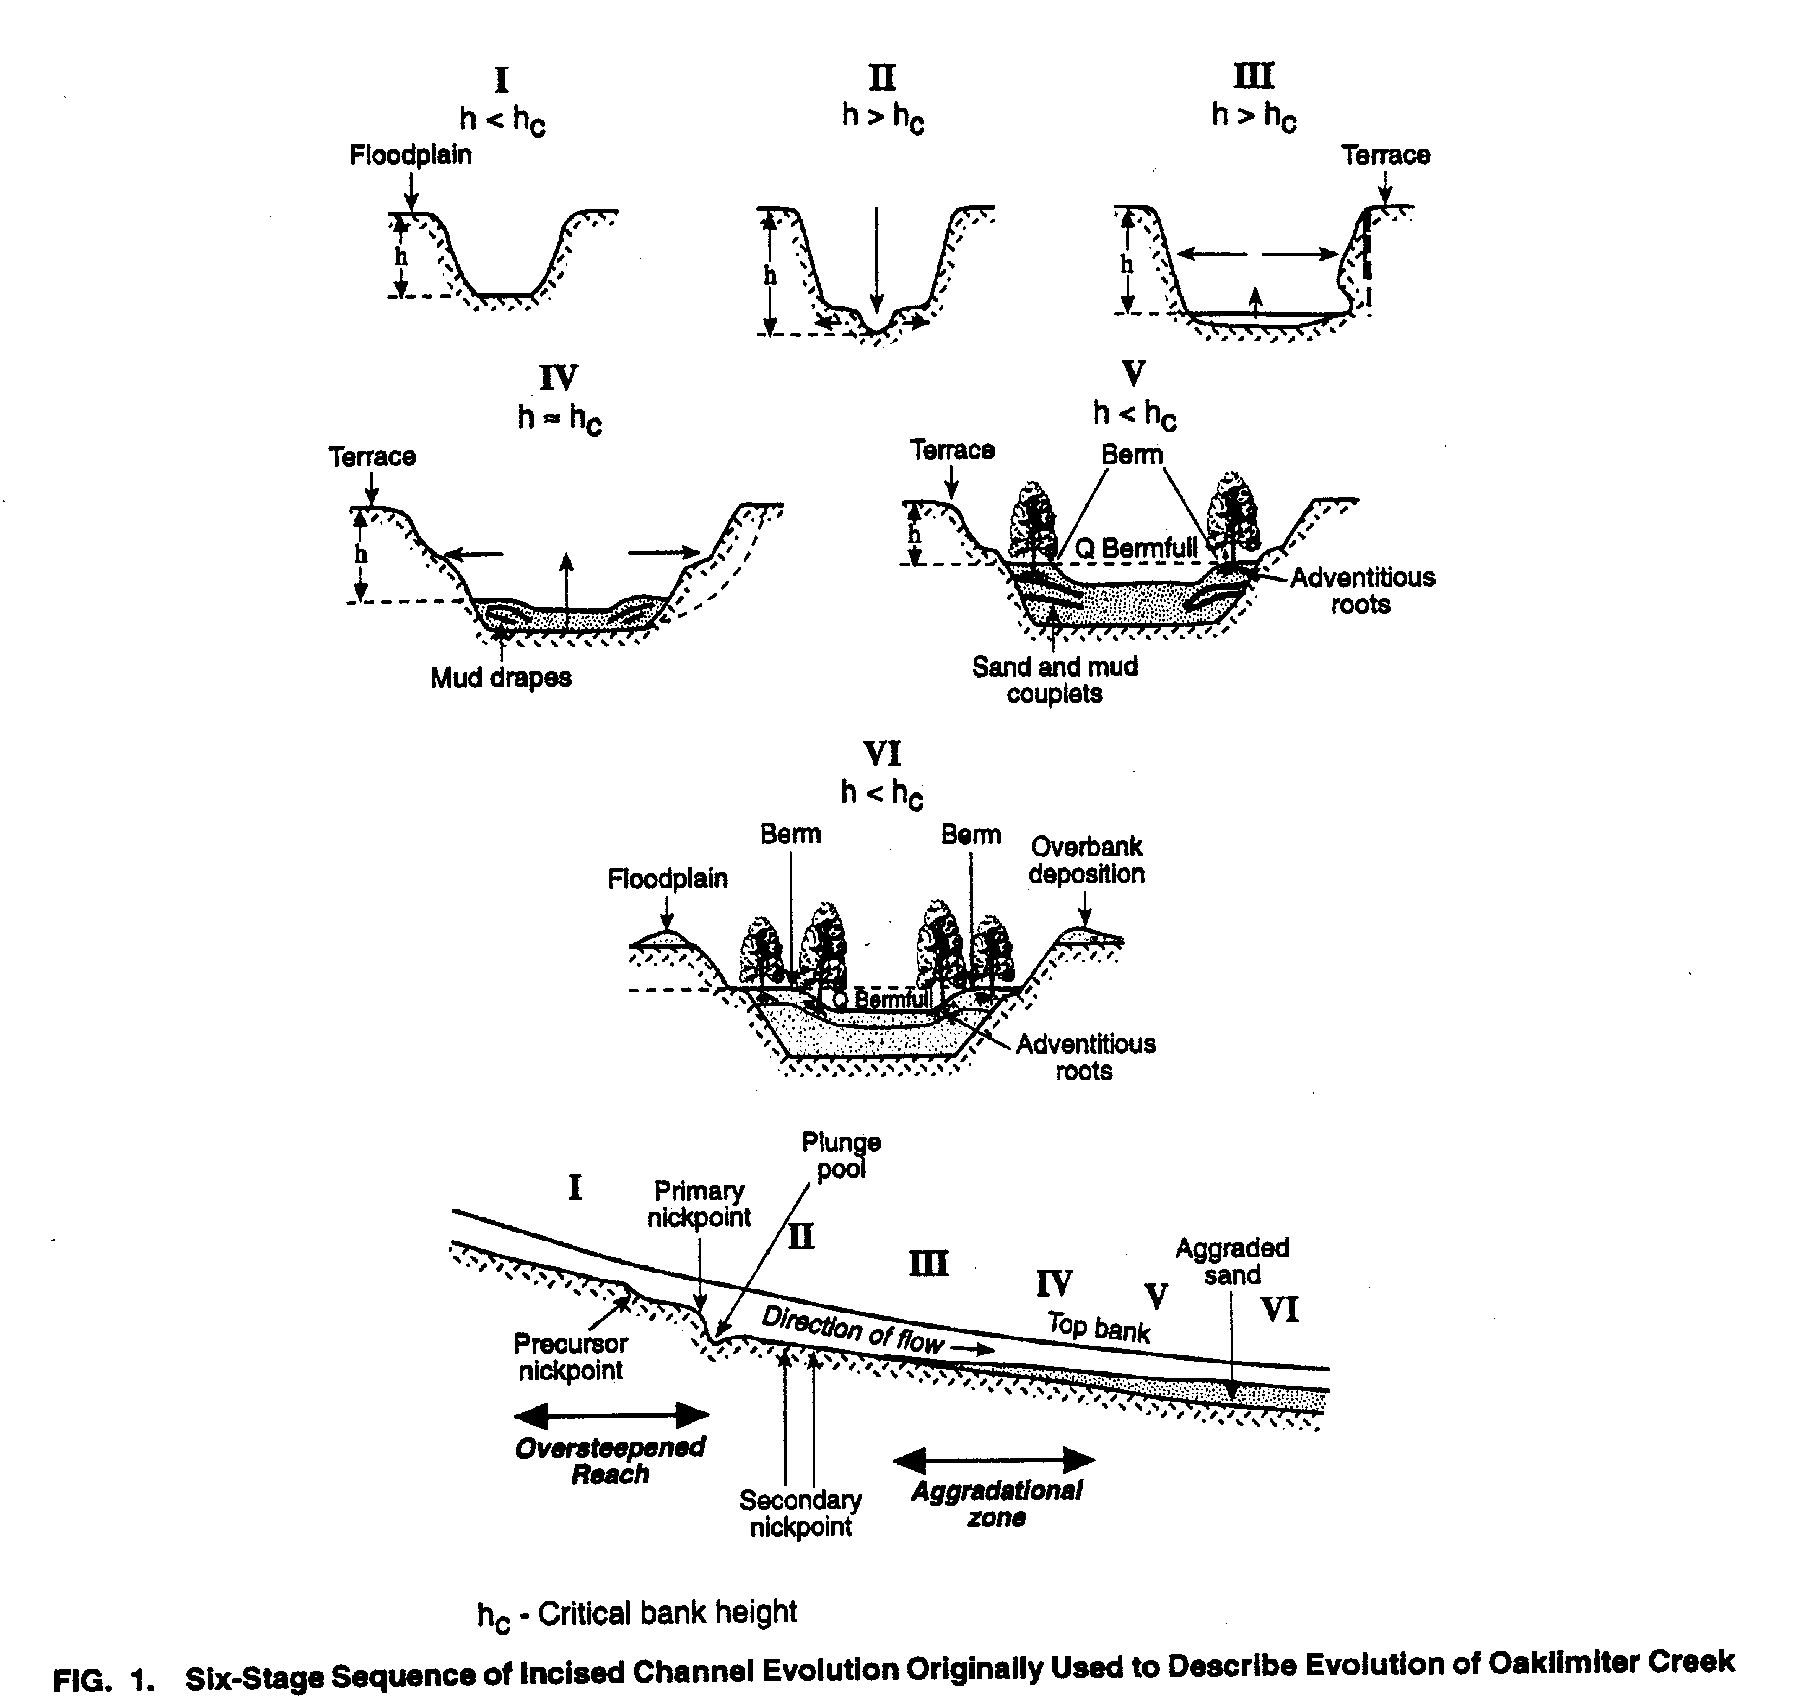 I
h < hc
Floodplain
h
II
h > hc
h
III
h > hc
Terrace
h
IV
h ≈ hc
Terrace
h
Mud drapes
V
h < hc
Terrace
Berm
h
Q Bermfull
Adventitious
roots
Sand and mud
couplets
VI
h < hc
Berm
Berm
Overbank
deposition
Floodplain
Q Bermfull
Adventitious
roots
Plunge
pool
I
Primary
nickpoint
II
III
Aggraded
sand
IV
V
VI
Direction of flow
Top bank
Precursor
nickpoint
Oversteepened
Reach
Secondary
nickpoint
Aggradational
zone
hc - Critical bank height
FIG. 1. Six-Stage Sequence of Incised Channel Evolution Originally Used to Describe Evolution of Oaklimiter Creek